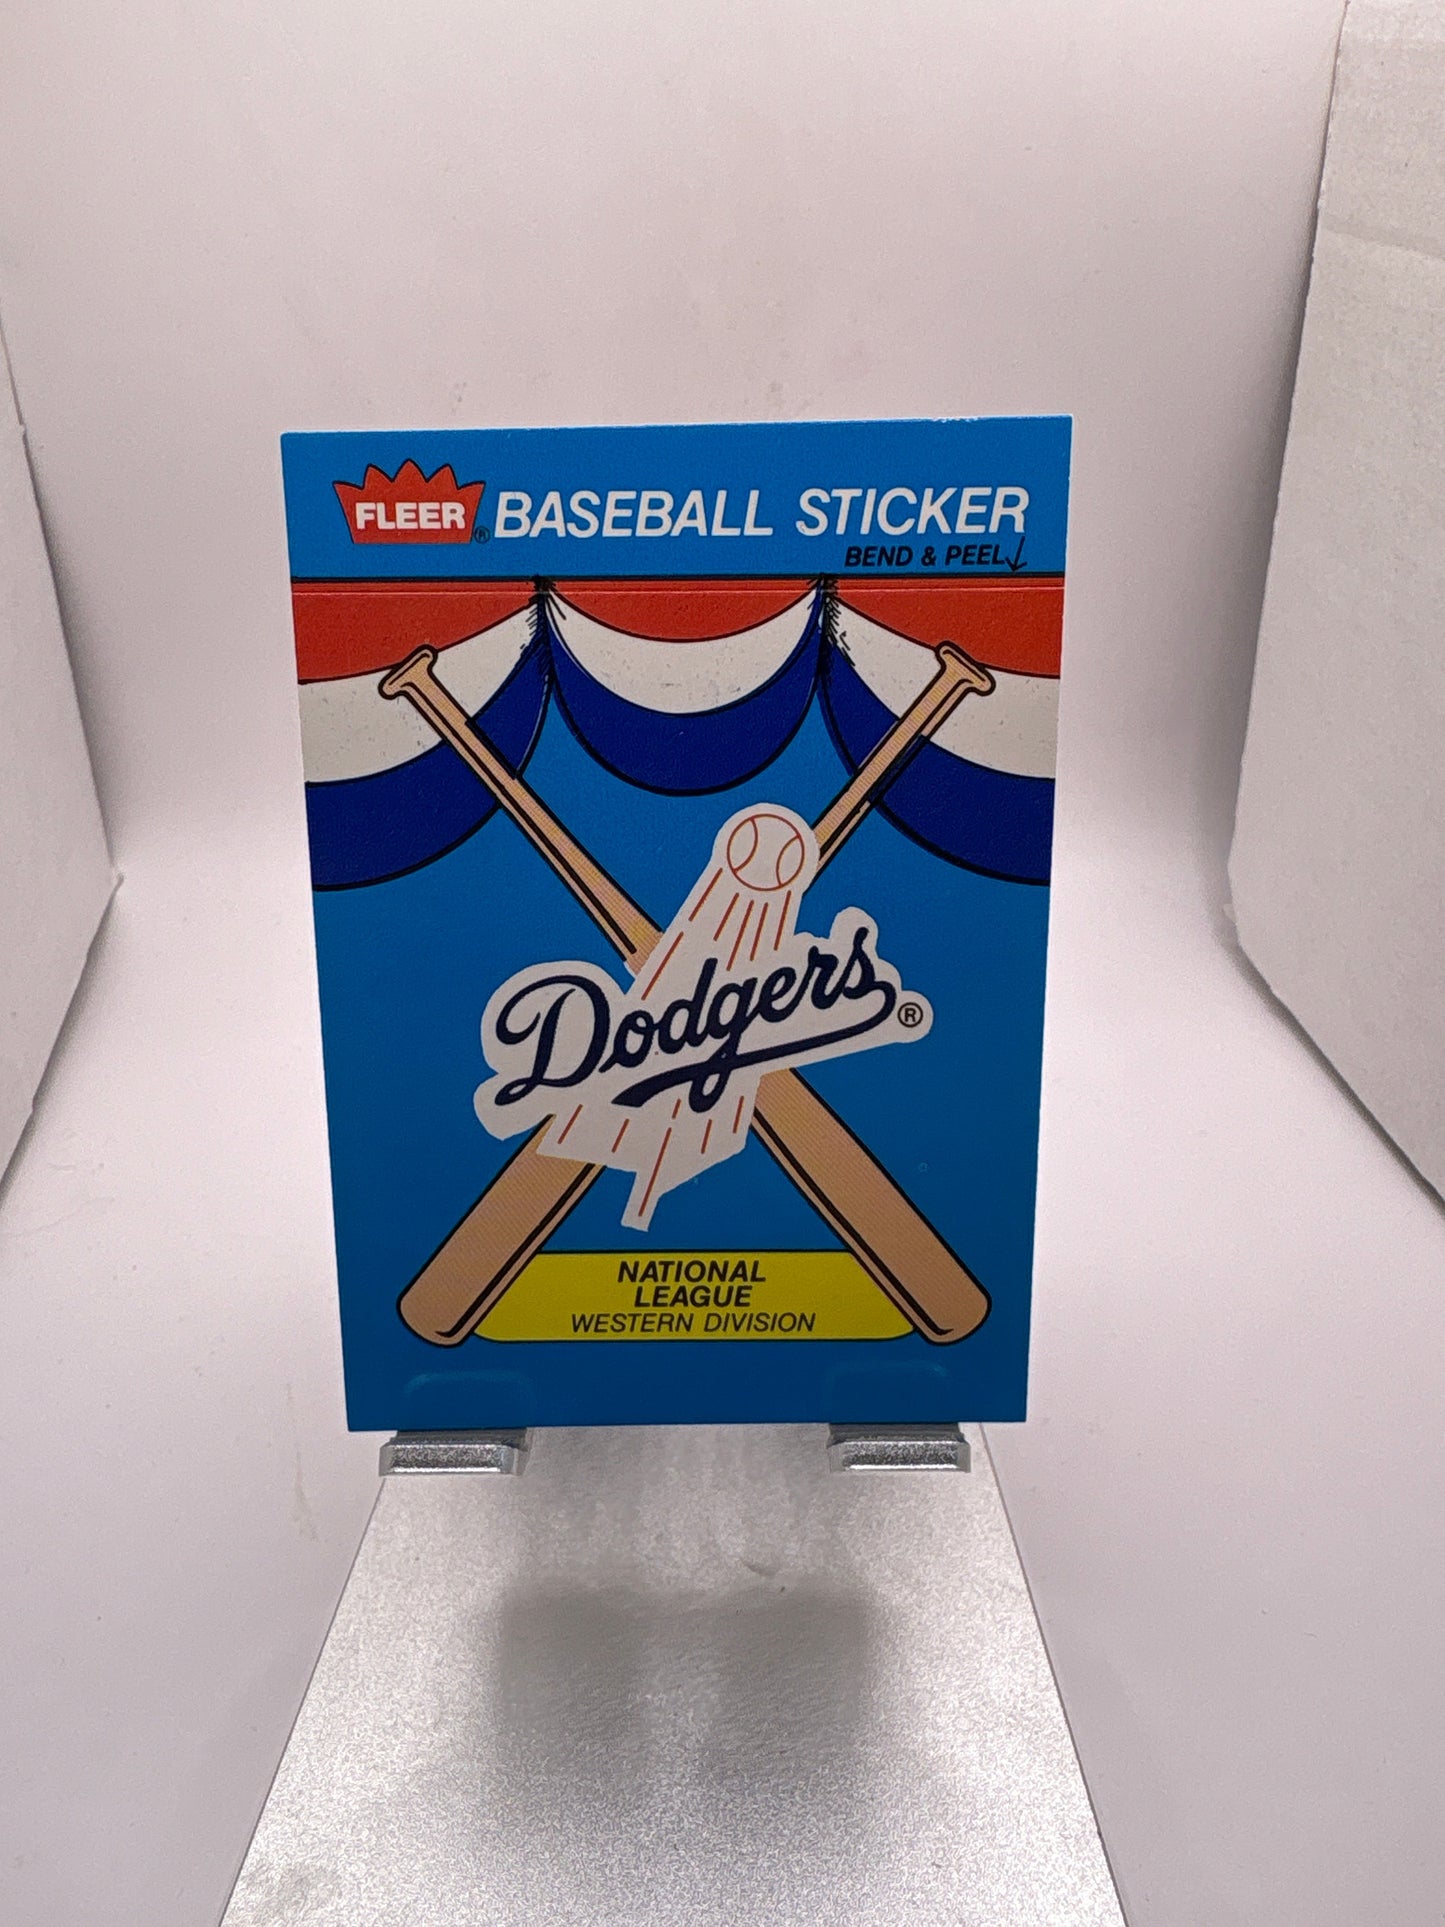 FLEER® BASEBALL STICKER
BEND & PEEL
Dodgers®
NATIONAL
LEAGUE
WESTERN DIVISION